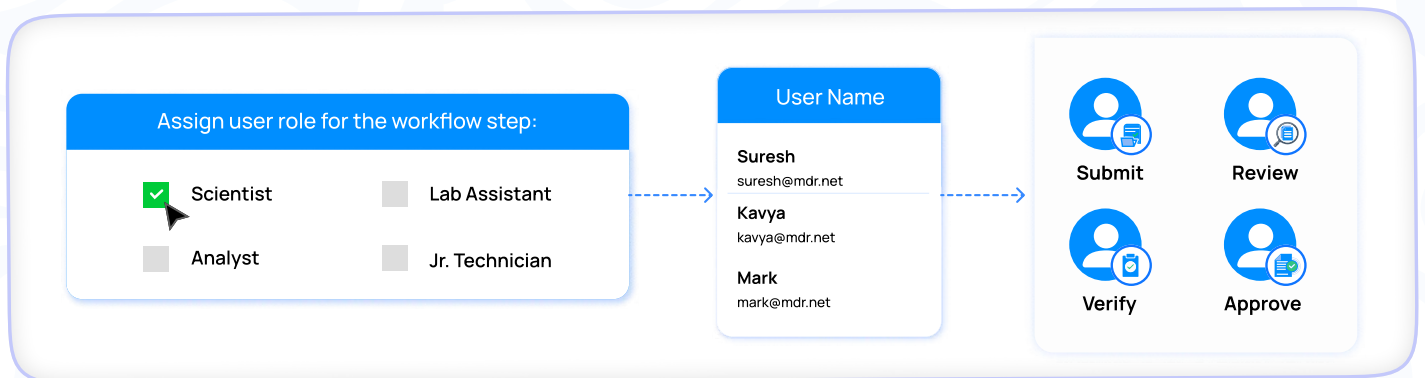 Assign user role for the workflow step:
Scientist
Lab Assistant
Analyst
Jr. Technician
User Name
Suresh
suresh@mdr.net
Kavya
kavya@mdr.net
Mark
mark@mdr.net
Submit
Review
Verify
Approve